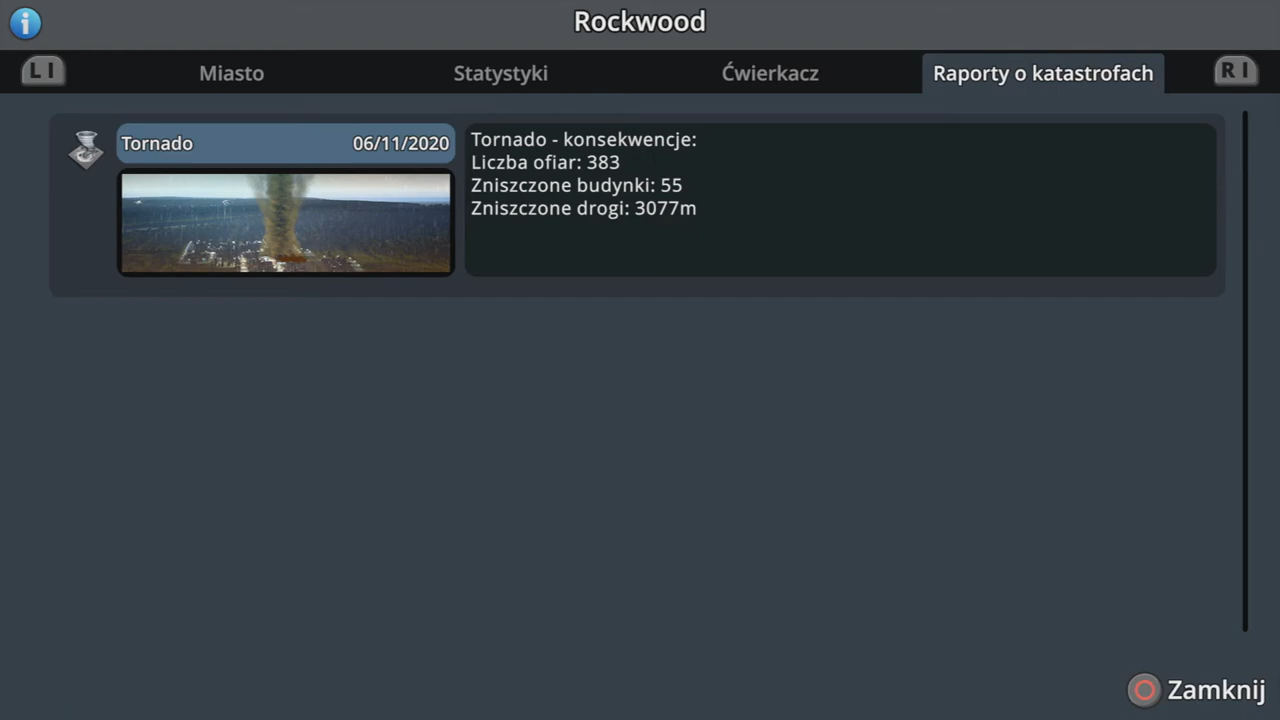 Rockwood
L1
Miasto
Statystyki
Ćwierkacz
Raporty o katastrofach
R1
Tornado
06/11/2020
Tornado - konsekwencje:
Liczba ofiar: 383
Zniszczone budynki: 55
Zniszczone drogi: 3077m
Zamknij